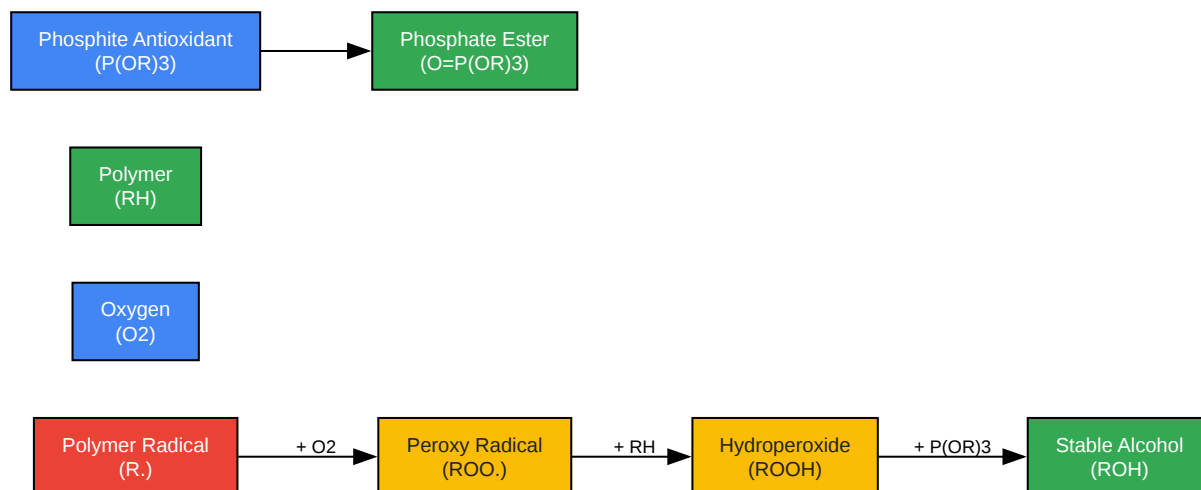 Phosphite Antioxidant
(P(OR)3)
Phosphate Ester
(O=P(OR)3)
Polymer
(RH)
Oxygen
(O2)
Polymer Radical
(R.)
+ O2
Peroxy Radical
(ROO.)
+ RH
Hydroperoxide
(ROOH)
+ P(OR)3
Stable Alcohol
(ROH)